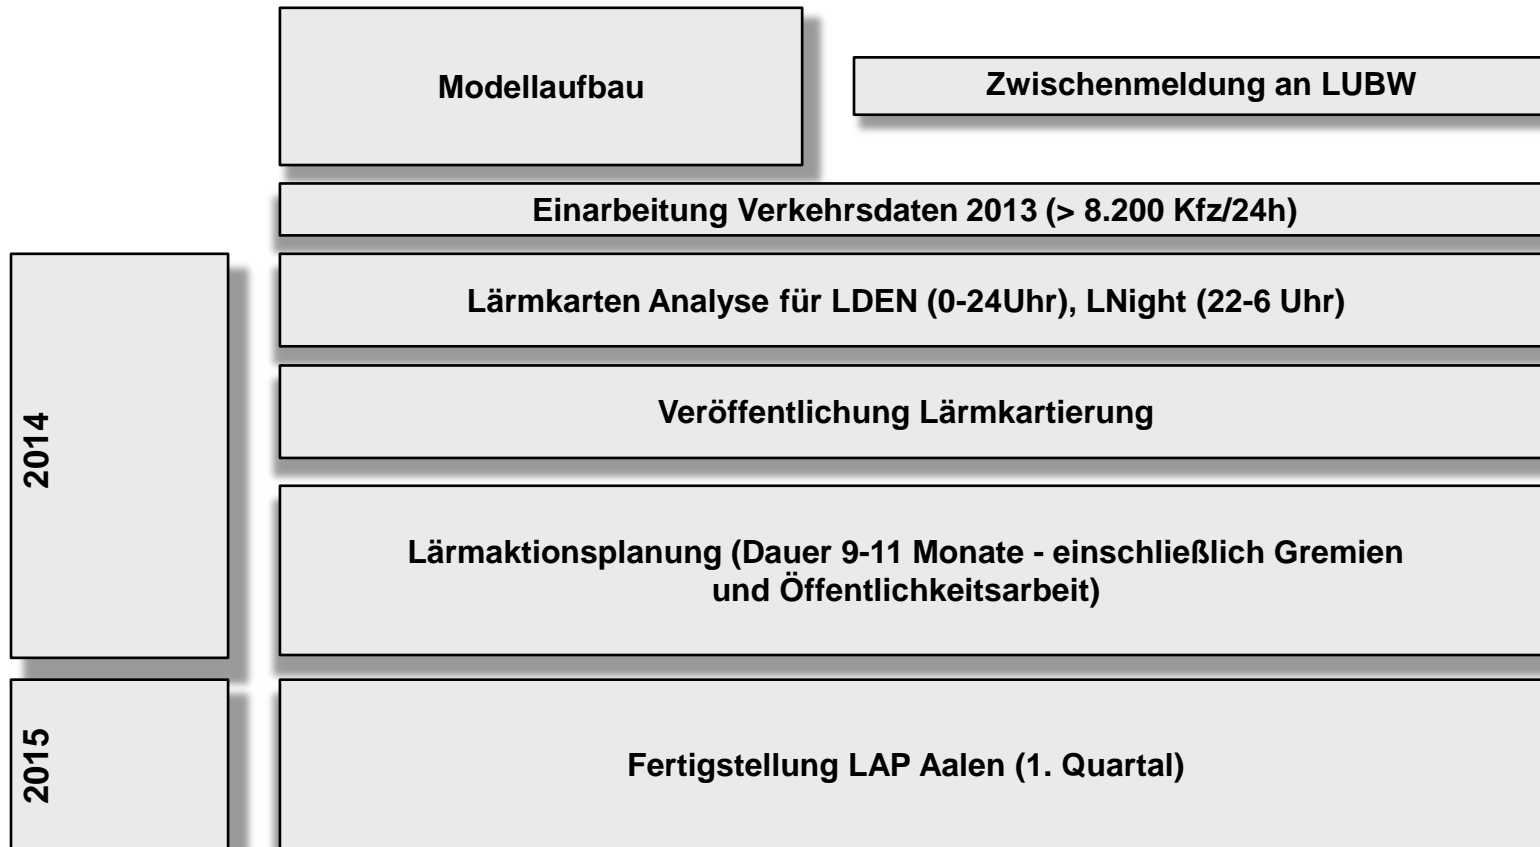 Modellaufbau
Zwischenmeldung an LUBW
Einarbeitung Verkehrsdaten 2013 (> 8.200 Kfz/24h)
2014
Lärmkarten Analyse für LDEN (0-24Uhr), LNight (22-6 Uhr)
Veröffentlichung Lärmkartierung
Lärmaktionsplanung (Dauer 9-11 Monate - einschließlich Gremien
und Öffentlichkeitsarbeit)
2015
Fertigstellung LAP Aalen (1. Quartal)